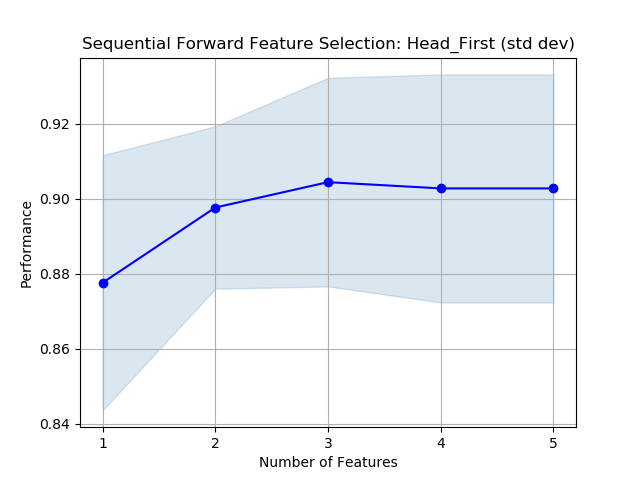 Sequential Forward Feature Selection: Head_First (std dev)
Performance
0.92
0.90
0.88
0.86
0.84
1 2 3 4 5
Number of Features